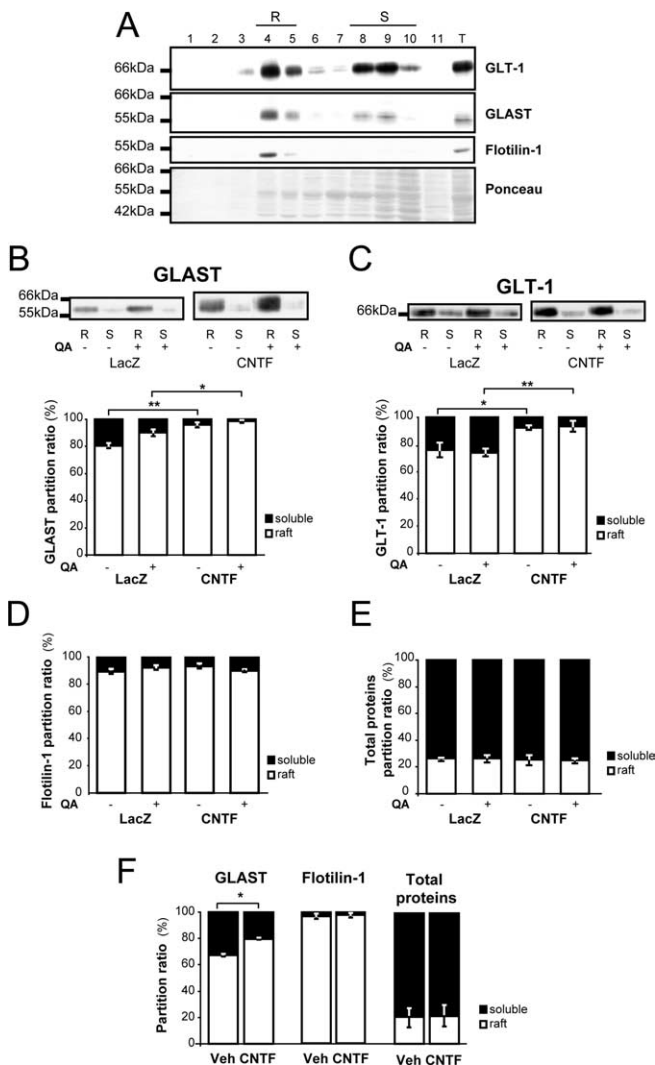 A
R S
1 2 3 4 5 6 7 8 9 10 11 T
66kDa GLT-1
66kDa
55kDa GLAST
55kDa Flotilin-1
66kDa
55kDa Ponceau
42kDa
B
GLAST
66kDa
55kDa
R S R S R S R S
QA - - + + - - + +
LacZ CNTF
* 
**
GLAST partition ratio (%)
100
80
60
40
20
0
soluble
raft
QA - + - +
LacZ CNTF
C
GLT-1
66kDa
R S R S R S R S
QA - - + + - - + +
LacZ CNTF
**
*
GLT-1 partition ratio (%)
100
80
60
40
20
0
soluble
raft
QA - + - +
LacZ CNTF
D
Flotilin-1 partition ratio (%)
100
80
60
40
20
0
soluble
raft
QA - + - +
LacZ CNTF
E
Total proteins
partition ratio (%)
100
80
60
40
20
0
soluble
raft
QA - + - +
LacZ CNTF
F
GLAST Flotilin-1 Total
proteins
*
Partition ratio (%)
100
80
60
40
20
0
soluble
raft
Veh CNTF Veh CNTF Veh CNTF